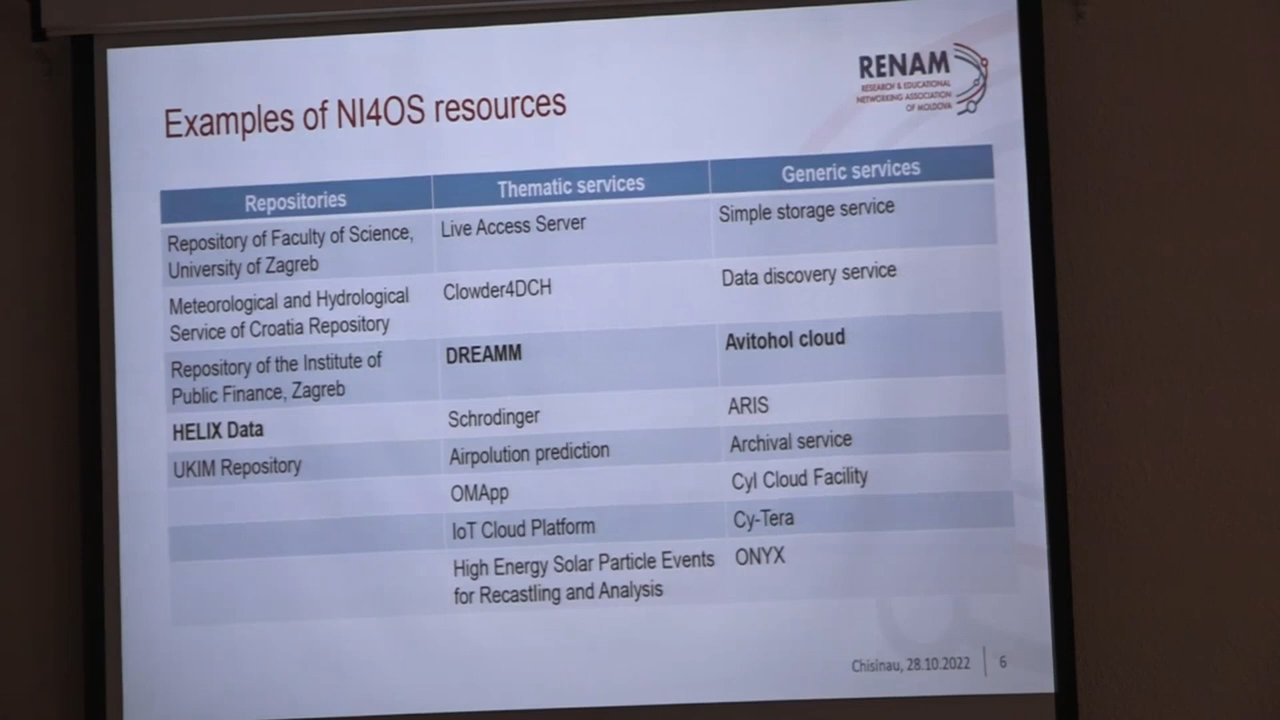 RENAM
RESEARCH & EDUCATIONAL
NETWORKING ASSOCIATION
OF MOLDOVA
Examples of NI4OS resources
Repositories
Thematic services
Generic services
Repository of Faculty of Science,
University of Zagreb
Live Access Server
Simple storage service
Meteorological and Hydrological
Service of Croatia Repository
Clowder4DCH
Data discovery service
Repository of the Institute of
Public Finance, Zagreb
DREAMM
Avitohol cloud
HELIX Data
Schrodinger
ARIS
UKIM Repository
Airpolution prediction
Archival service
OMApp
CyI Cloud Facility
IoT Cloud Platform
Cy-Tera
High Energy Solar Particle Events
for Recastling and Analysis
ONYX
Chisinau, 28.10.2022
6